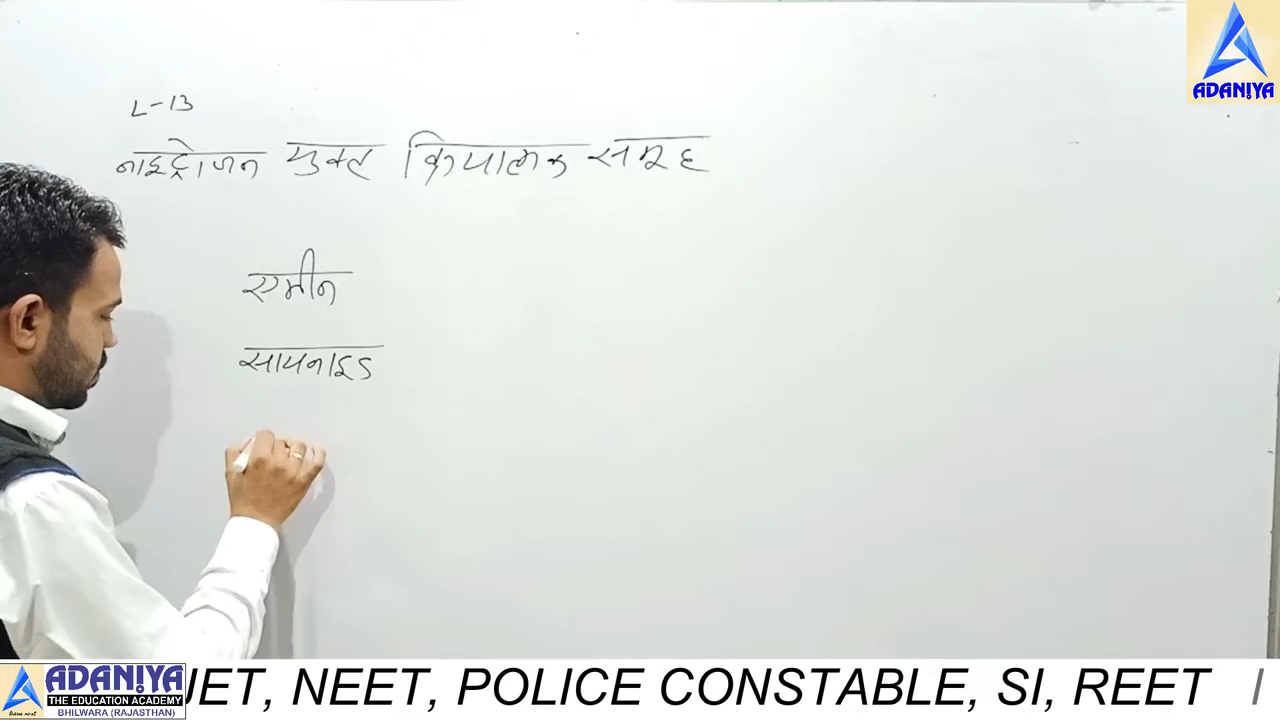 ADANIYA
L-13
नाइट्रोजन युक्त क्रियात्मक समूह
एमीन
सायनाइड
ADANIYA
THE EDUCATION ACADEMY
BHILWARA (RAJASTHAN)
JET, NEET, POLICE CONSTABLE, SI, REET